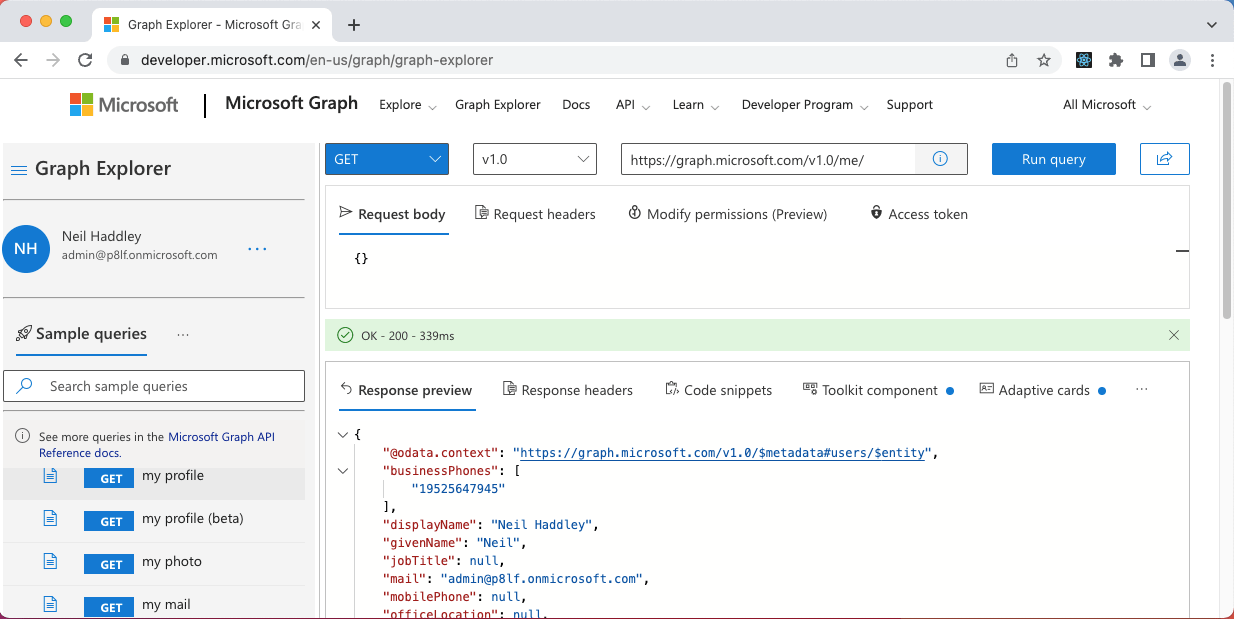 Graph Explorer - Microsoft Gra
developer.microsoft.com/en-us/graph/graph-explorer
Microsoft | Microsoft Graph Explore Graph Explorer Docs API Learn Developer Program Support All Microsoft
Graph Explorer
GET v1.0 https://graph.microsoft.com/v1.0/me/ Run query
Request body Request headers Modify permissions (Preview) Access token
NH
Neil Haddley
admin@p8lf.onmicrosoft.com
...
{}
Sample queries ...
OK - 200 - 339ms
Search sample queries
Response preview Response headers Code snippets Toolkit component Adaptive cards ...
See more queries in the Microsoft Graph API
Reference docs.
GET my profile
GET my profile (beta)
GET my photo
GET my mail
{
"@odata.context": "https://graph.microsoft.com/v1.0/$metadata#users/$entity",
"businessPhones": [
"19525647945"
],
"displayName": "Neil Haddley",
"givenName": "Neil",
"jobTitle": null,
"mail": "admin@p8lf.onmicrosoft.com",
"mobilePhone": null,
"officeLocation": null,